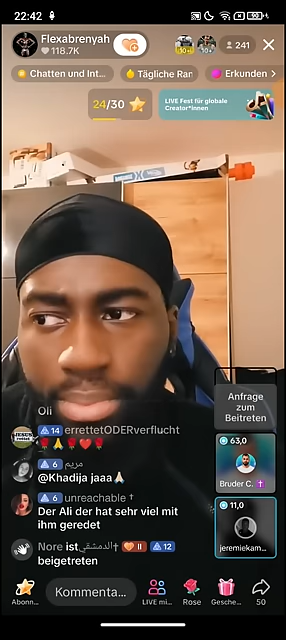 22:42
Flexabrenyah
118.7K
241
Chatten und Int...
Tägliche Ran
Erkunden >
24/30
LIVE Fest für globale
Creator*innen
Oli
14 errettetODERverflucht
6 مريم
@Khadija jaaa
6 unreachable †
Der Ali der hat sehr viel mit
ihm geredet
Nore ist الدمشقي† II 12
beigetreten
Anfrage
zum
Beitreten
63,0
Bruder C.
11,0
jeremiekam...
Kommenta...
Abonn...
LIVE mi...
Rose
Gesche...
50